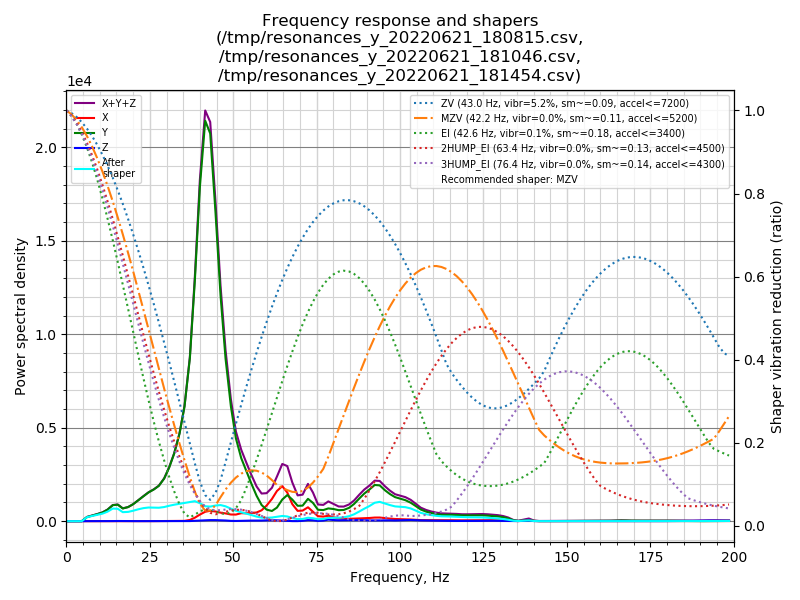 Frequency response and shapers
(/tmp/resonances_y_20220621_180815.csv,
/tmp/resonances_y_20220621_181046.csv,
/tmp/resonances_y_20220621_181454.csv)
1e4
X+Y+Z
X
Y
Z
After
shaper
ZV (43.0 Hz, vibr=5.2%, sm~=0.09, accel<=7200)
MZV (42.2 Hz, vibr=0.0%, sm~=0.11, accel<=5200)
EI (42.6 Hz, vibr=0.1%, sm~=0.18, accel<=3400)
2HUMP_EI (63.4 Hz, vibr=0.0%, sm~=0.13, accel<=4500)
3HUMP_EI (76.4 Hz, vibr=0.0%, sm~=0.14, accel<=4300)
Recommended shaper: MZV
Power spectral density
2.0
1.5
1.0
0.5
0.0
1.0
0.8
0.6
0.4
0.2
0.0
Shaper vibration reduction (ratio)
0 25 50 75 100 125 150 175 200
Frequency, Hz